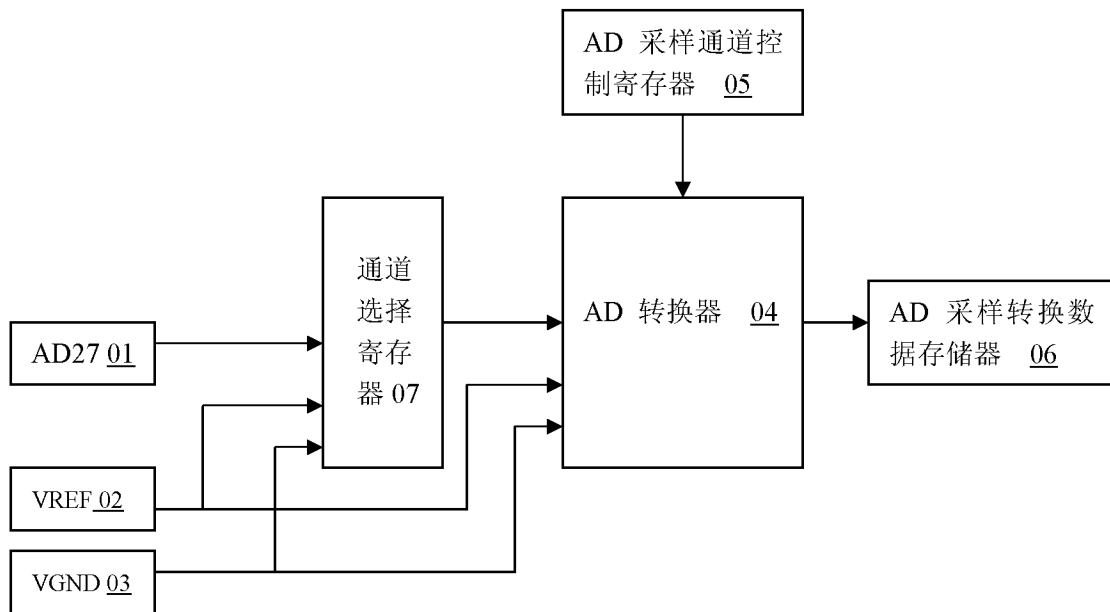 AD 采样通道控
制寄存器 05
通道
选择
寄存
器 07
AD 转换器 04
AD 采样转换数
据存储器 06
AD27 01
VREF 02
VGND 03